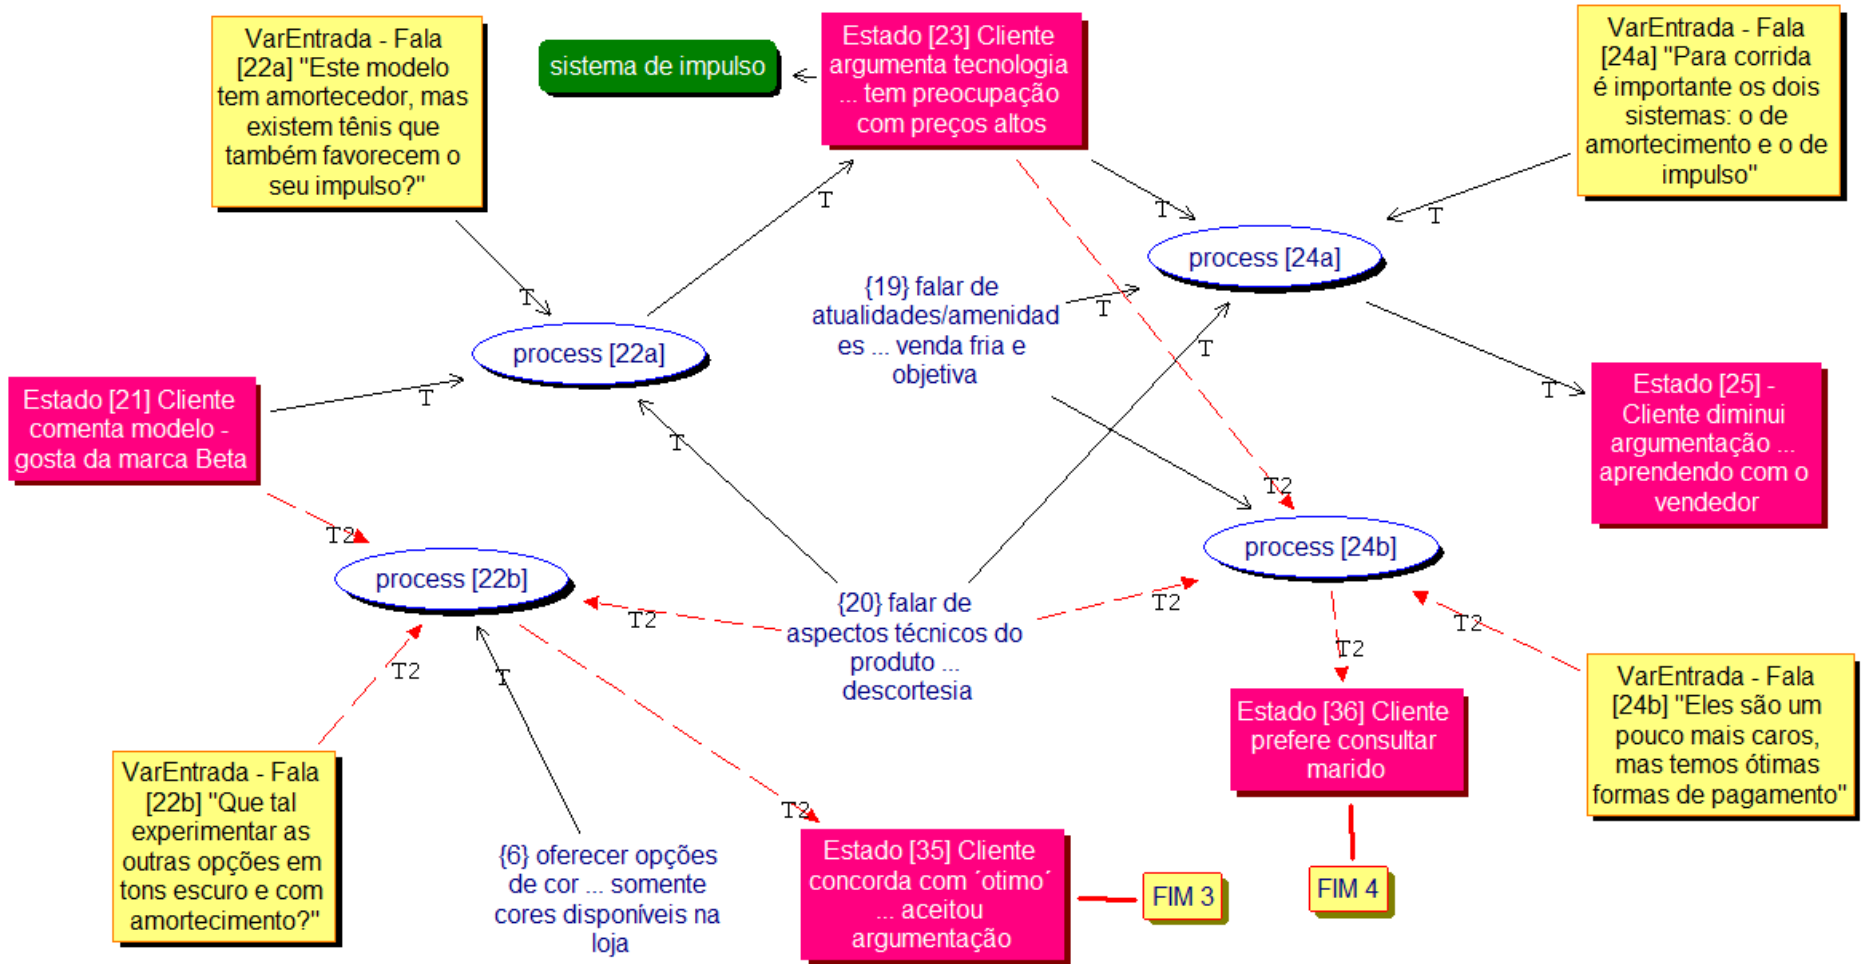 VarEntrada - Fala
[22a] "Este modelo
tem amortecedor, mas
existem tênis que
também favorecem o
seu impulso?"
sistema de impulso
Estado [23] Cliente
argumenta tecnologia
... tem preocupação
com preços altos
VarEntrada - Fala
[24a] "Para corrida
é importante os dois
sistemas: o de
amortecimento e o de
impulso"
T
T
T
T
process [24a]
{19} falar de
atualidades/amenidad
es ... venda fria e
objetiva
T
T
process [22a]
Estado [21] Cliente
comenta modelo -
gosta da marca Beta
T
T
T
Estado [25] -
Cliente diminui
argumentação ...
aprendendo com o
vendedor
T2
T2
process [22b]
process [24b]
{20} falar de
aspectos técnicos do
produto ...
descortesia
T2
T2
T2
T2
T2
T
VarEntrada - Fala
[24b] "Eles são um
pouco mais caros,
mas temos ótimas
formas de pagamento"
Estado [36] Cliente
prefere consultar
marido
VarEntrada - Fala
[22b] "Que tal
experimentar as
outras opções em
tons escuro e com
amortecimento?"
T2
{6} oferecer opções
de cor ... somente
cores disponíveis na
loja
Estado [35] Cliente
concorda com ´otimo´
... aceitou
argumentação
FIM 3
FIM 4